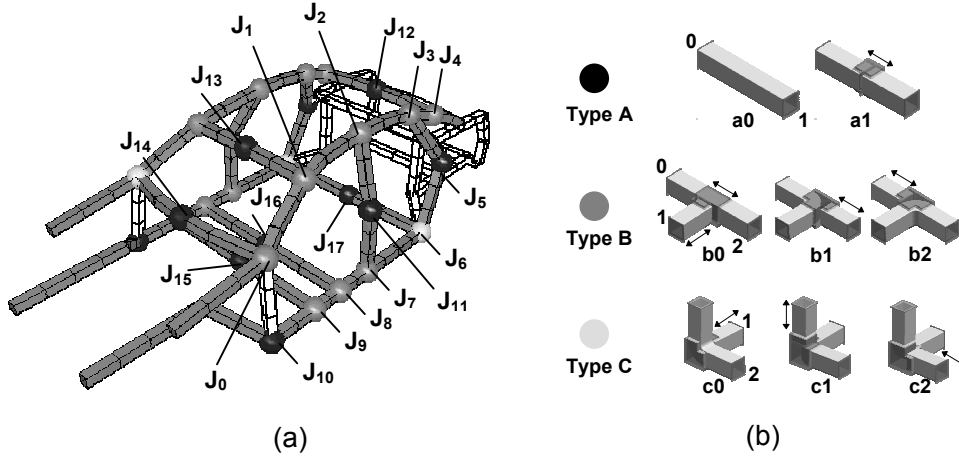 J2
J1
J12
J3
J4
J13
J14
J16
J5
J17
J6
J15
J11
J7
J8
J9
J0
J10
(a)
0
Type A
a0
1
a1
0
1
Type B
b0
2
b1
b2
1
Type C
c0
2
c1
c2
(b)